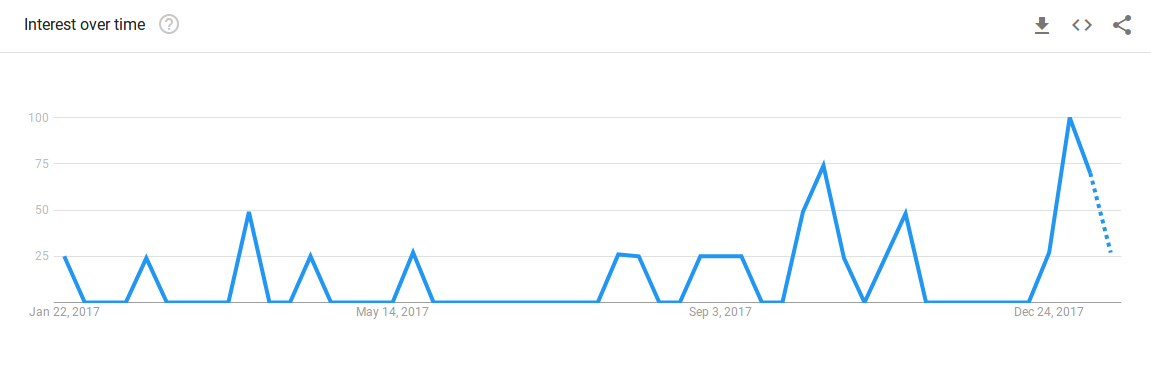 Interest over time
100
75
50
25
Jan 22, 2017
May 14, 2017
Sep 3, 2017
Dec 24, 2017